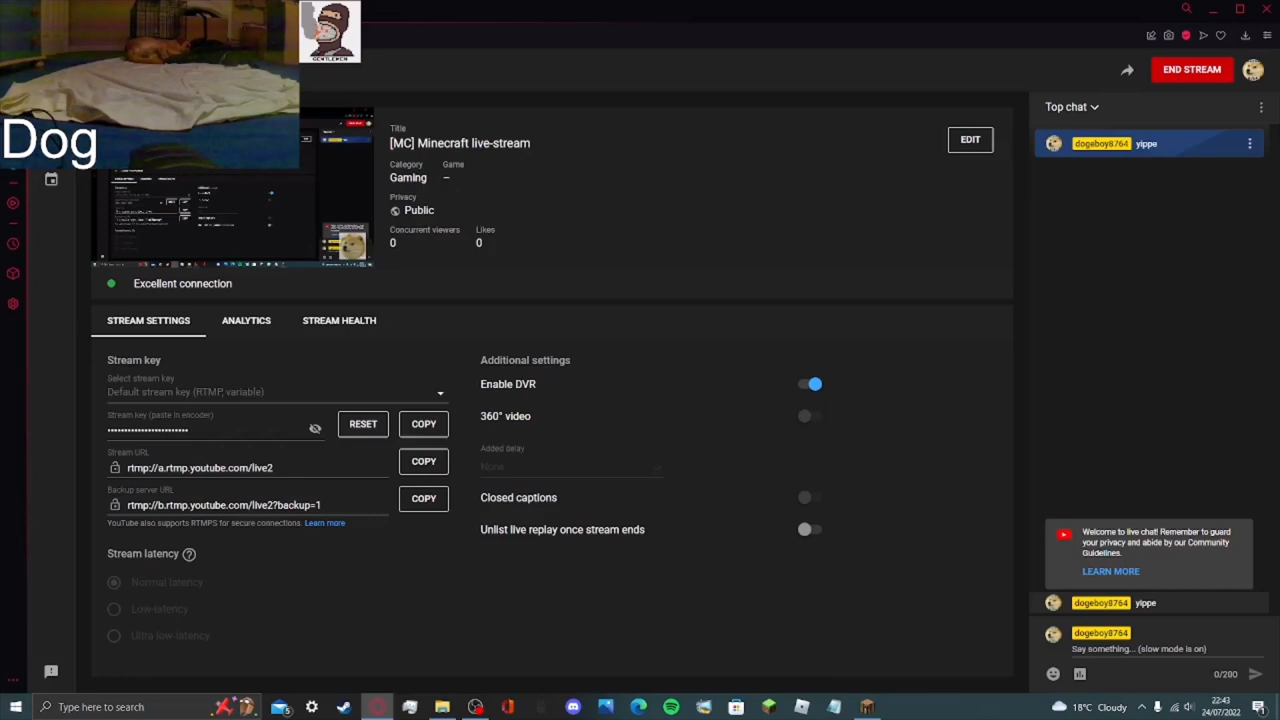 GENTLEMEN
Dog
END STREAM
Title
[MC] Minecraft live-stream
EDIT
Category
Game
Gaming
–
Privacy
Public
Concurrent viewers
Likes
0
0
Excellent connection
STREAM SETTINGS
ANALYTICS
STREAM HEALTH
Stream key
Select stream key
Default stream key (RTMP, variable)
Stream key (paste in encoder)
••••••••••••••••••••••••
RESET
COPY
Stream URL
rtmp://a.rtmp.youtube.com/live2
COPY
Backup server URL
rtmp://b.rtmp.youtube.com/live2?backup=1
COPY
YouTube also supports RTMPS for secure connections. Learn more
Stream latency
Normal latency
Low-latency
Ultra low-latency
Additional settings
Enable DVR
360° video
Added delay
None
Closed captions
Unlist live replay once stream ends
Top chat
dogeboy8764 yippe
Welcome to live chat! Remember to guard
your privacy and abide by our Community
Guidelines.
LEARN MORE
dogeboy8764 yippe
dogeboy8764
Say something... (slow mode is on)
0/200
Type here to search
5
18°C Cloudy
22:43
24/07/2022